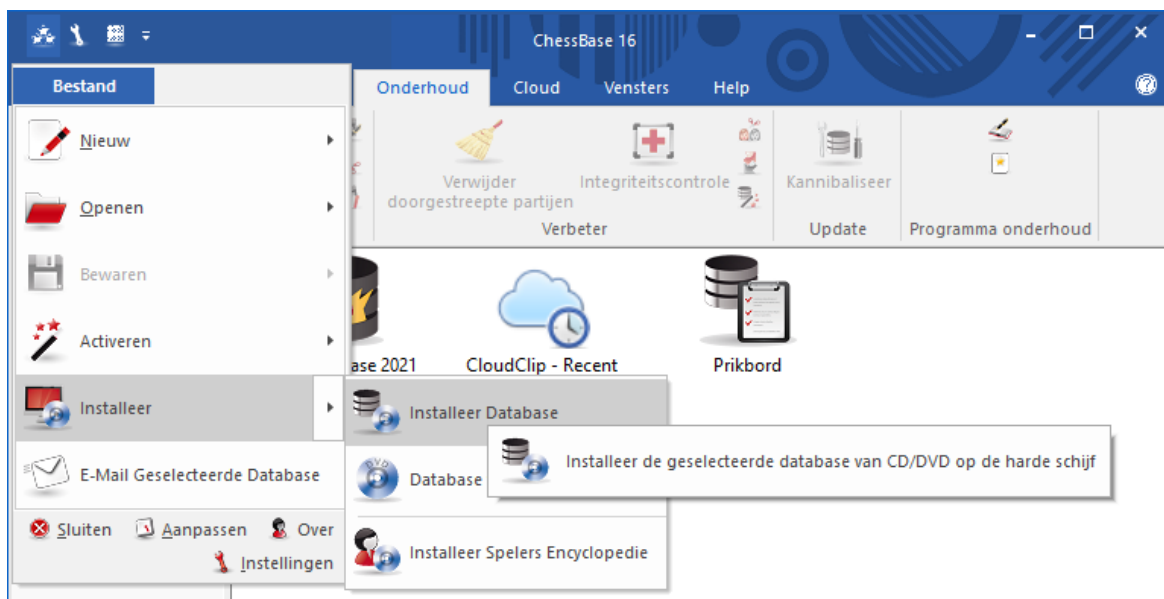 ChessBase 16
Bestand
Onderhoud
Cloud
Vensters
Help
Nieuw
Openen
Bewaren
Activeren
Installeer
E-Mail Geselecteerde Database
Sluiten
Aanpassen
Over
Instellingen
Verwijder
doorgestreepte partijen
Integriteitscontrole
Verbeter
Kannibaliseer
Update
Programma onderhoud
ase 2021
CloudClip - Recent
Prikbord
Installeer Database
Installeer de geselecteerde database van CD/DVD op de harde schijf
DVD
Database
Installeer Spelers Encyclopedie